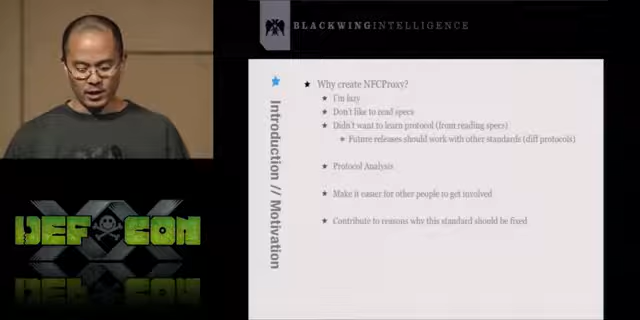 BLACKWINGINTELLIGENCE
Introduction // Motivation
Why create NFCProxy?
I'm lazy
Don't like to read specs
Didn't want to learn protocol (from reading specs)
Future releases should work with other standards (diff protocols)
Protocol Analysis
Make it easier for other people to get involved
Contribute to reasons why this standard should be fixed
XX
DEF CON